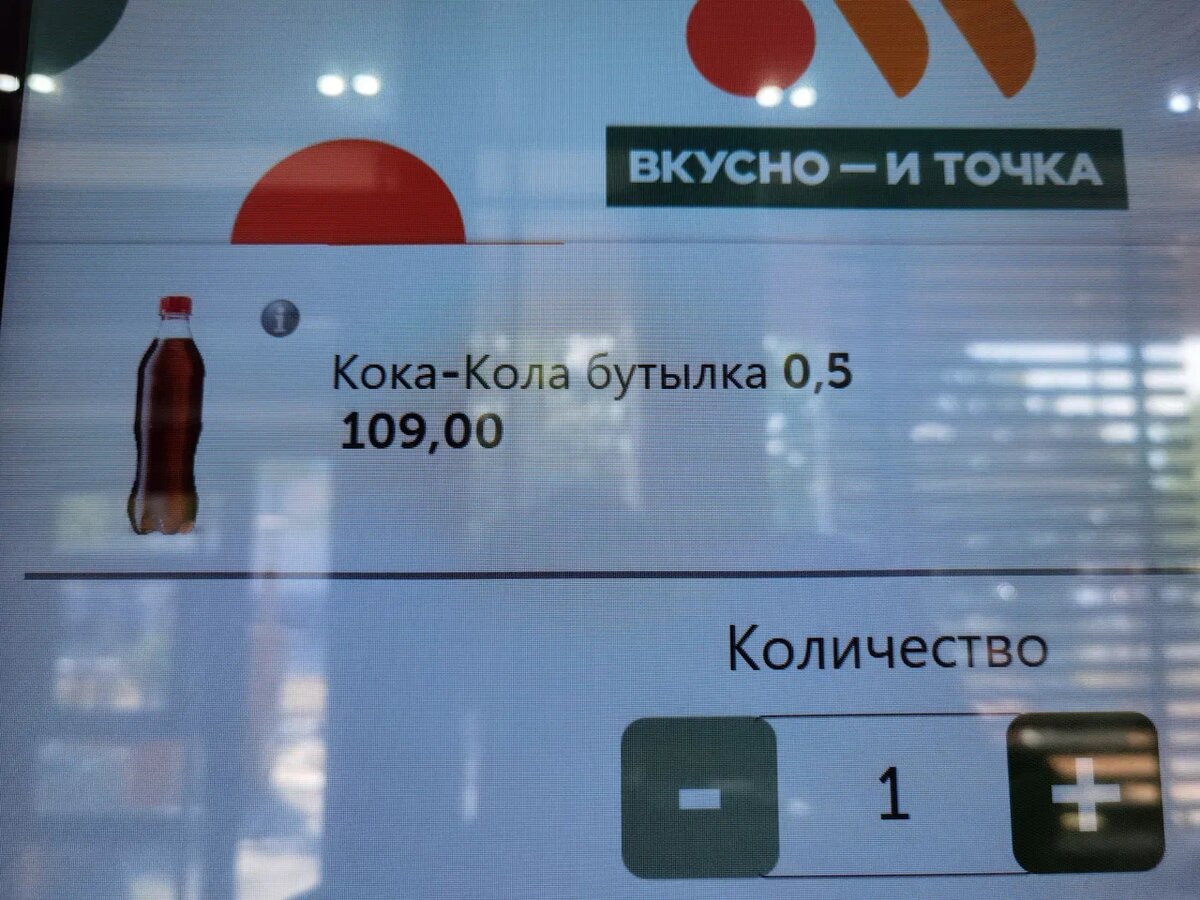 ВКУСНО — И ТОЧКА
i
Кока-Кола бутылка 0,5
109,00
Количество
- 1 +